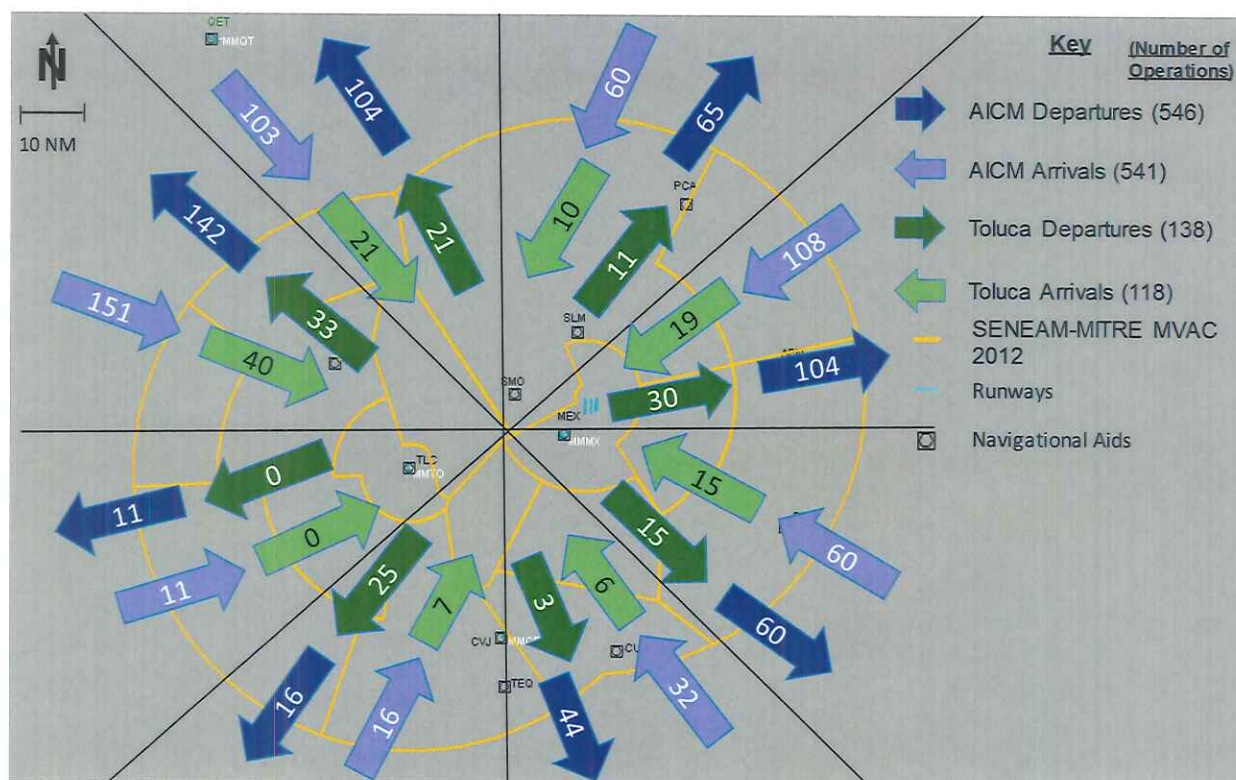 QET
MMQT
N
10 NM
Key
(Number of
Operations)
AICM Departures (546)
AICM Arrivals (541)
Toluca Departures (138)
Toluca Arrivals (118)
SENEAM-MITRE MVAC
2012
Runways
Navigational Aids
104
103
60
65
142
21
21
10
11
PCA
108
151
33
40
19
SLM
104
30
SMO
MEX
MMMX
TLC
MMTO
0
11
0
11
15
15
60
25
7
3
6
60
CVJ
TEQ
16
16
44
32